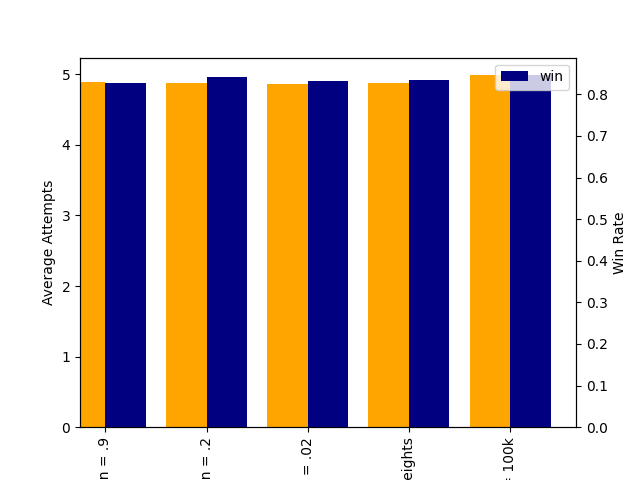 win
5
4
3
2
1
0
Average Attempts
0.8
0.7
0.6
0.5
0.4
0.3
0.2
0.1
0.0
Win Rate
n = .9
n = .2
= .02
eights
= 100k